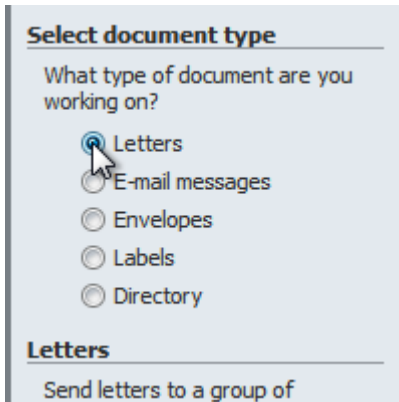 Select document type
What type of document are you
working on?
Letters
E-mail messages
Envelopes
Labels
Directory
Letters
Send letters to a group of